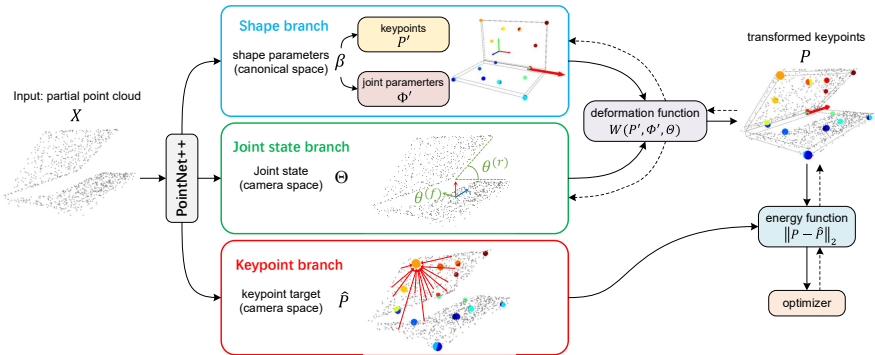 Input: partial point cloud
X
PointNet++
Shape branch
shape parameters
(canonical space)
β
keypoints
P′
joint paramerters
Φ′
Joint state branch
Joint state
(camera space)
Θ
θ^(r)
θ^(f)
Keypoint branch
keypoint target
(camera space)
P̂
deformation function
W(P′, Φ′, Θ)
transformed keypoints
P
energy function
‖P − P̂‖₂
optimizer